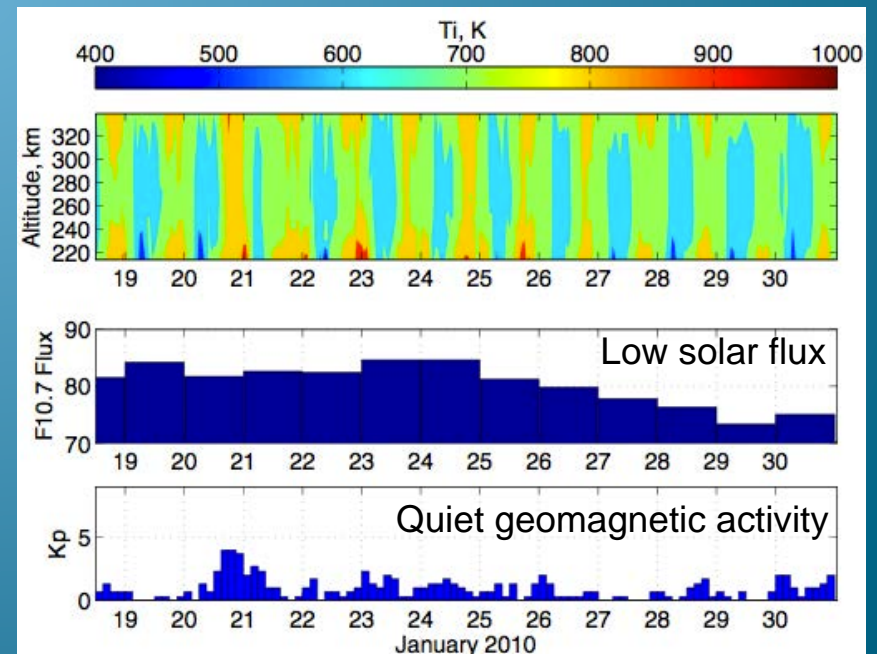 Ti, K
400 500 600 700 800 900 1000
Altitude, km
320
300
280
260
240
220
19 20 21 22 23 24 25 26 27 28 29 30
F10.7 Flux
90
80
70
Low solar flux
19 20 21 22 23 24 25 26 27 28 29 30
Kp
5
0
Quiet geomagnetic activity
19 20 21 22 23 24 25 26 27 28 29 30
January 2010